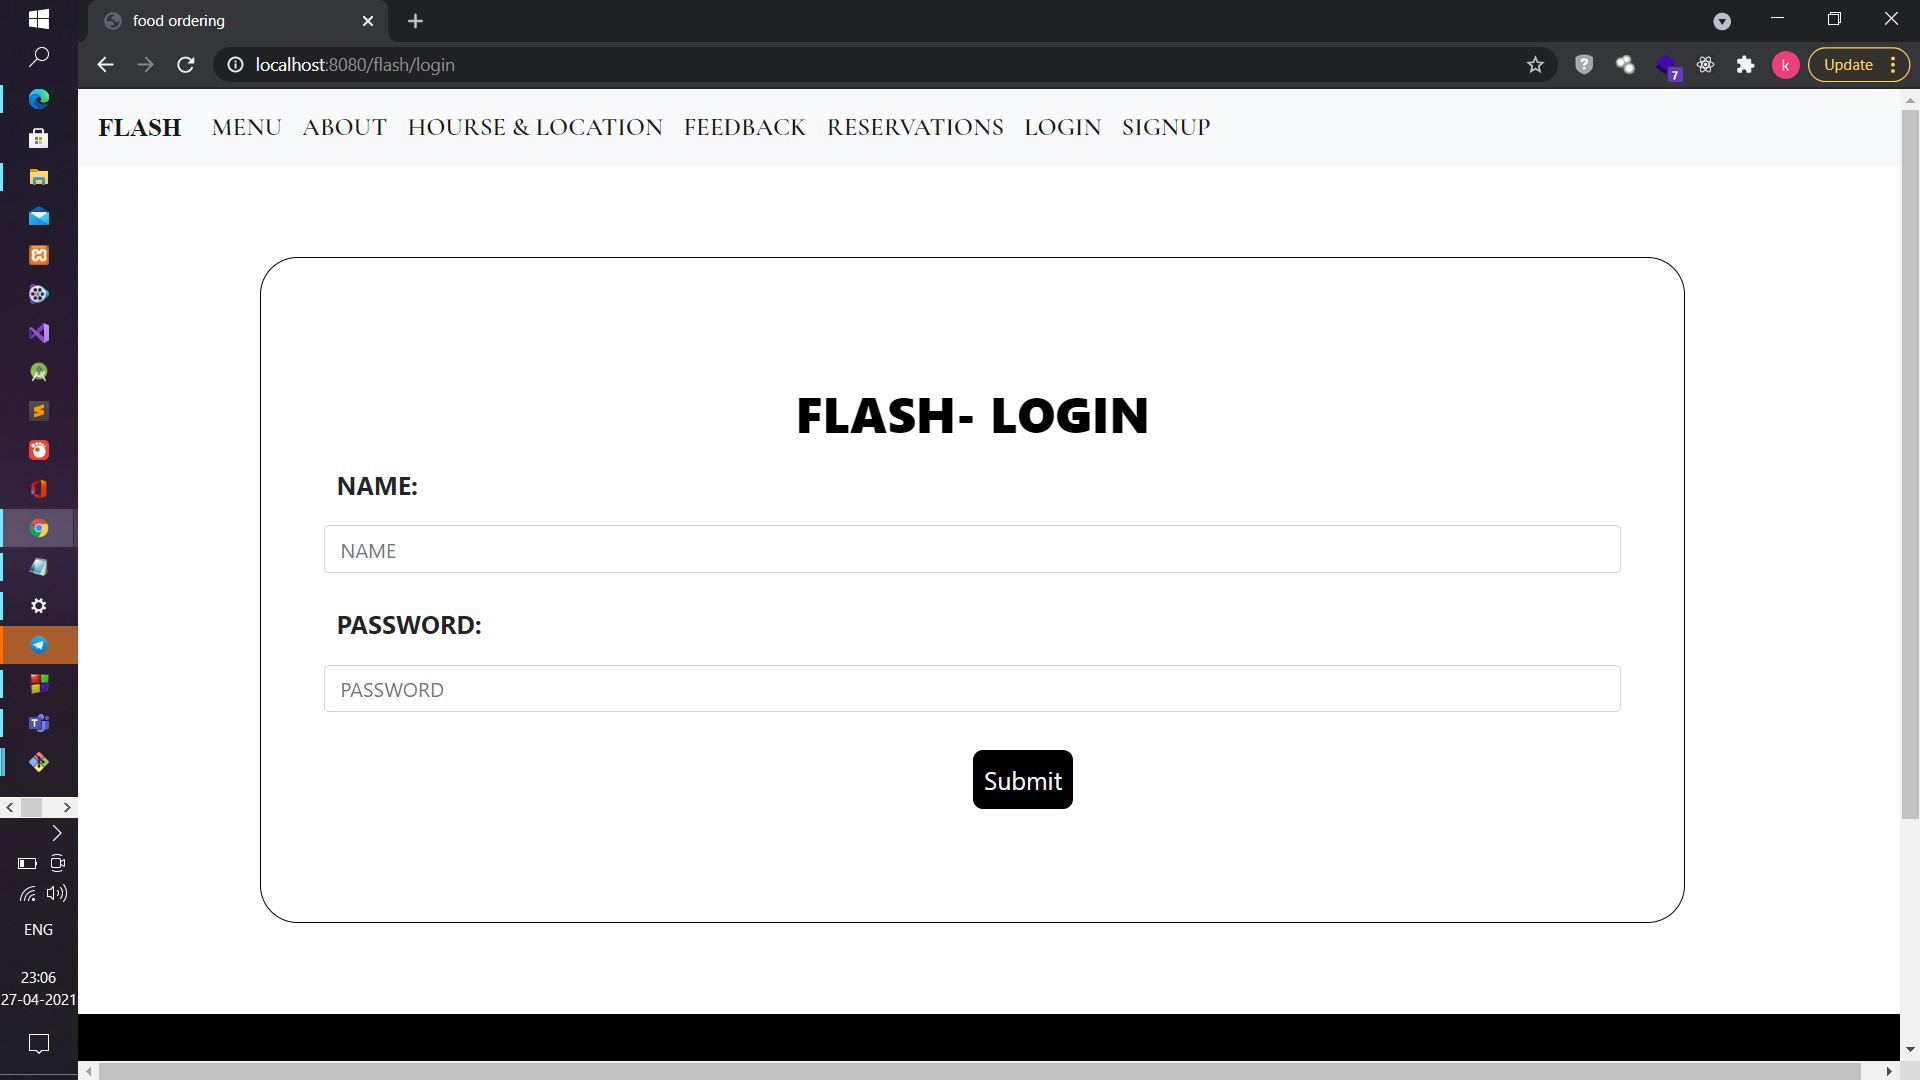 food ordering
localhost:8080/flash/login
7
k
Update
FLASH MENU ABOUT HOURSE & LOCATION FEEDBACK RESERVATIONS LOGIN SIGNUP
FLASH- LOGIN
NAME:
NAME
PASSWORD:
PASSWORD
Submit
ENG
23:06
27-04-2021